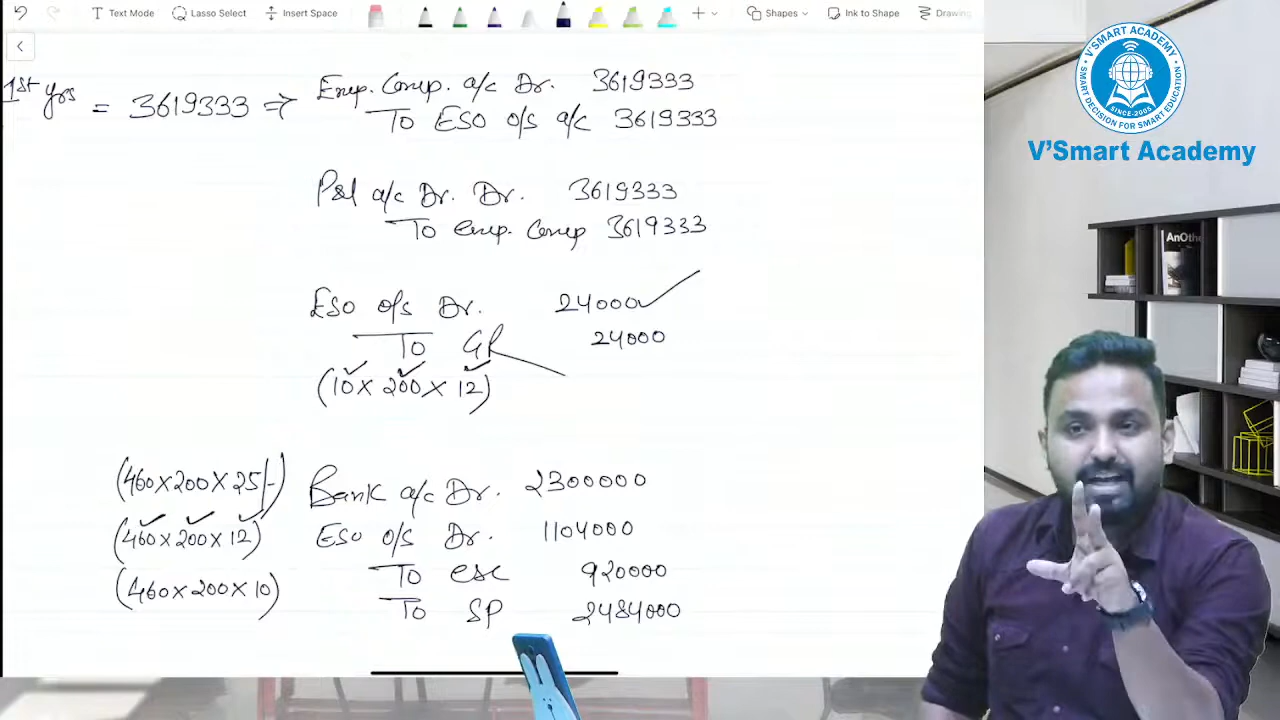 Text Mode Lasso Select Insert Space Shapes Ink to Shape Drawing
1st yrs = 3619333 ⇒ Emp. Comp. a/c Dr. 3619333
To ESO o/s a/c 3619333
P&l a/c Dr. Dr. 3619333
To emp. Comp 3619333
ESO o/s Dr. 24000
To GR 24000
(10 x 200 x 12)
(460 x 200 x 25/-) Bank a/c Dr. 2300000
(460 x 200 x 12) ESO o/s Dr. 1104000
(460 x 200 x 10) To esc 920000
To SP 2484000
V'SMART ACADEMY
SINCE-2005
SMART DECISION FOR SMART EDUCATION
V'Smart Academy
AnOthe